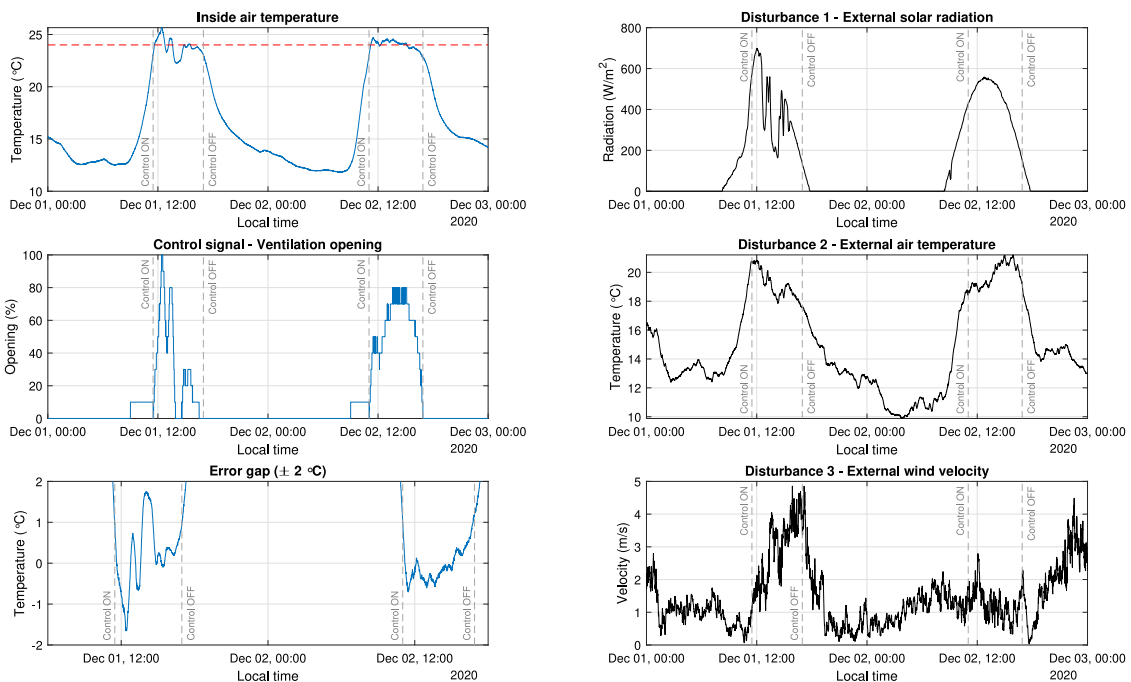 Inside air temperature
Temperature (°C)
25
20
15
10
Control ON
Control OFF
Control ON
Control OFF
Dec 01, 00:00
Dec 01, 12:00
Dec 02, 00:00
Dec 02, 12:00
Dec 03, 00:00
Local time
2020
Disturbance 1 - External solar radiation
Radiation (W/m²)
800
600
400
200
0
Control ON
Control OFF
Control ON
Control OFF
Dec 01, 00:00
Dec 01, 12:00
Dec 02, 00:00
Dec 02, 12:00
Dec 03, 00:00
Local time
2020
Control signal - Ventilation opening
Opening (%)
100
80
60
40
20
0
Control ON
Control OFF
Control ON
Control OFF
Dec 01, 00:00
Dec 01, 12:00
Dec 02, 00:00
Dec 02, 12:00
Dec 03, 00:00
Local time
2020
Disturbance 2 - External air temperature
Temperature (°C)
20
18
16
14
12
10
Control ON
Control OFF
Control ON
Control OFF
Dec 01, 00:00
Dec 01, 12:00
Dec 02, 00:00
Dec 02, 12:00
Dec 03, 00:00
Local time
2020
Error gap (± 2 °C)
Temperature (°C)
2
1
0
-1
-2
Control ON
Control OFF
Control ON
Control OFF
Dec 01, 12:00
Dec 02, 00:00
Dec 02, 12:00
Local time
2020
Disturbance 3 - External wind velocity
Velocity (m/s)
5
4
3
2
1
0
Control ON
Control OFF
Control ON
Control OFF
Dec 01, 00:00
Dec 01, 12:00
Dec 02, 00:00
Dec 02, 12:00
Dec 03, 00:00
Local time
2020